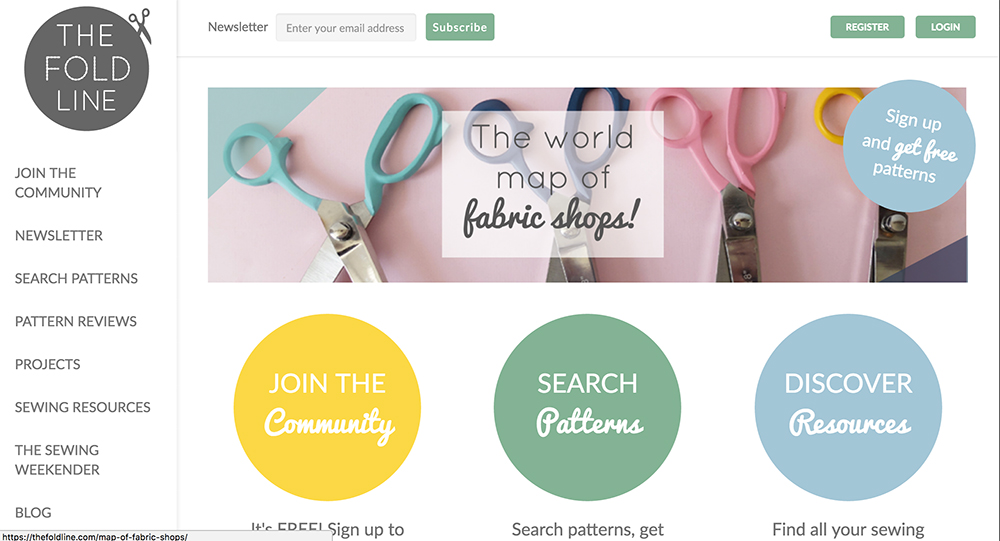 THE
FOLD
LINE
JOIN THE
COMMUNITY
NEWSLETTER
SEARCH PATTERNS
PATTERN REVIEWS
PROJECTS
SEWING RESOURCES
THE SEWING
WEEKENDER
BLOG
https://thefoldline.com/map-of-fabric-shops/
Newsletter
Enter your email address
Subscribe
REGISTER
LOGIN
The world
map of
fabric shops!
Sign up
and get free
patterns
JOIN THE
Community
SEARCH
Patterns
DISCOVER
Resources
It's FREE! Sign up to
Search patterns, get
Find all your sewing